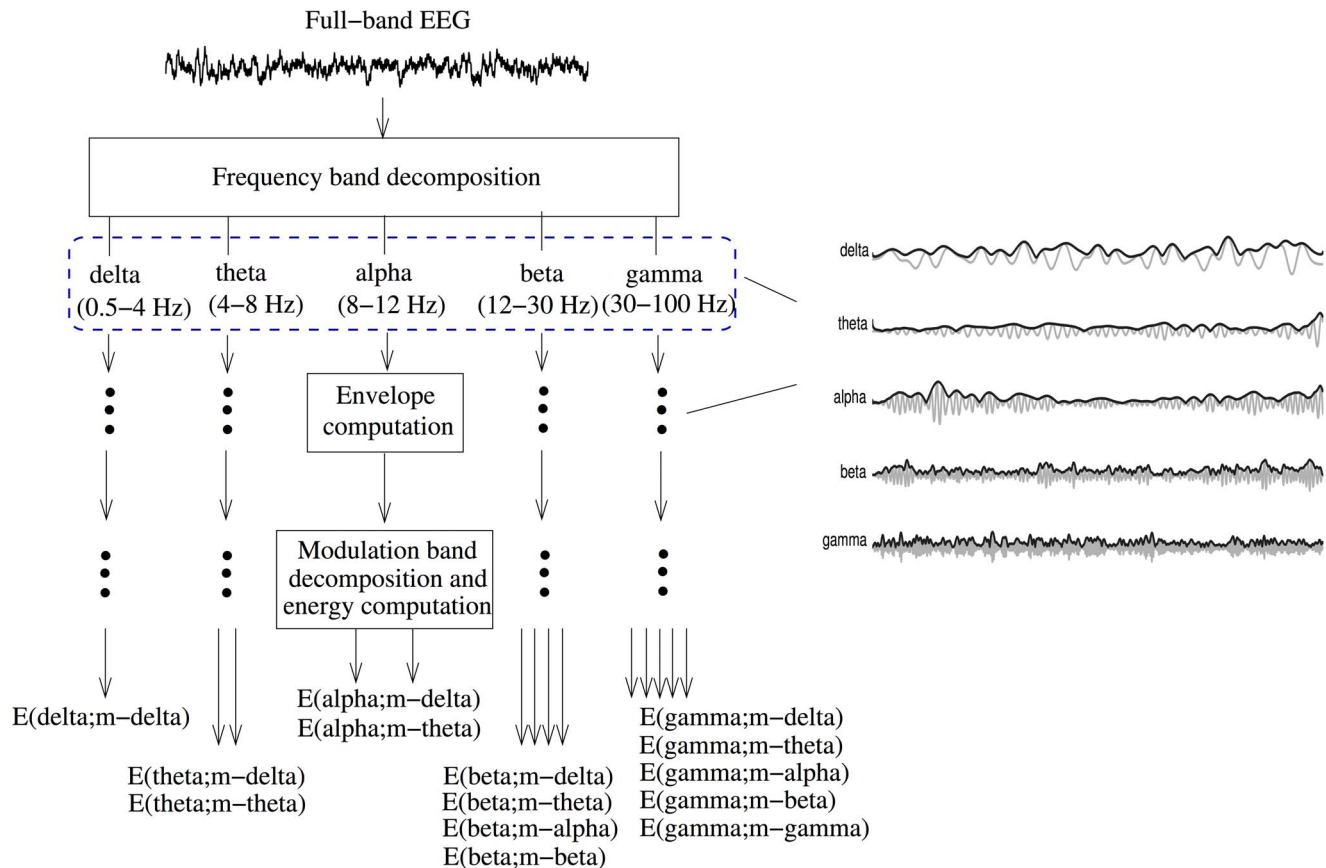 Full−band EEG
Frequency band decomposition
delta
(0.5−4 Hz)
theta
(4−8 Hz)
alpha
(8−12 Hz)
beta
(12−30 Hz)
gamma
(30−100 Hz)
Envelope
computation
Modulation band
decomposition and
energy computation
E(delta;m−delta)
E(theta;m−delta)
E(theta;m−theta)
E(alpha;m−delta)
E(alpha;m−theta)
E(beta;m−delta)
E(beta;m−theta)
E(beta;m−alpha)
E(beta;m−beta)
E(gamma;m−delta)
E(gamma;m−theta)
E(gamma;m−alpha)
E(gamma;m−beta)
E(gamma;m−gamma)
delta
theta
alpha
beta
gamma